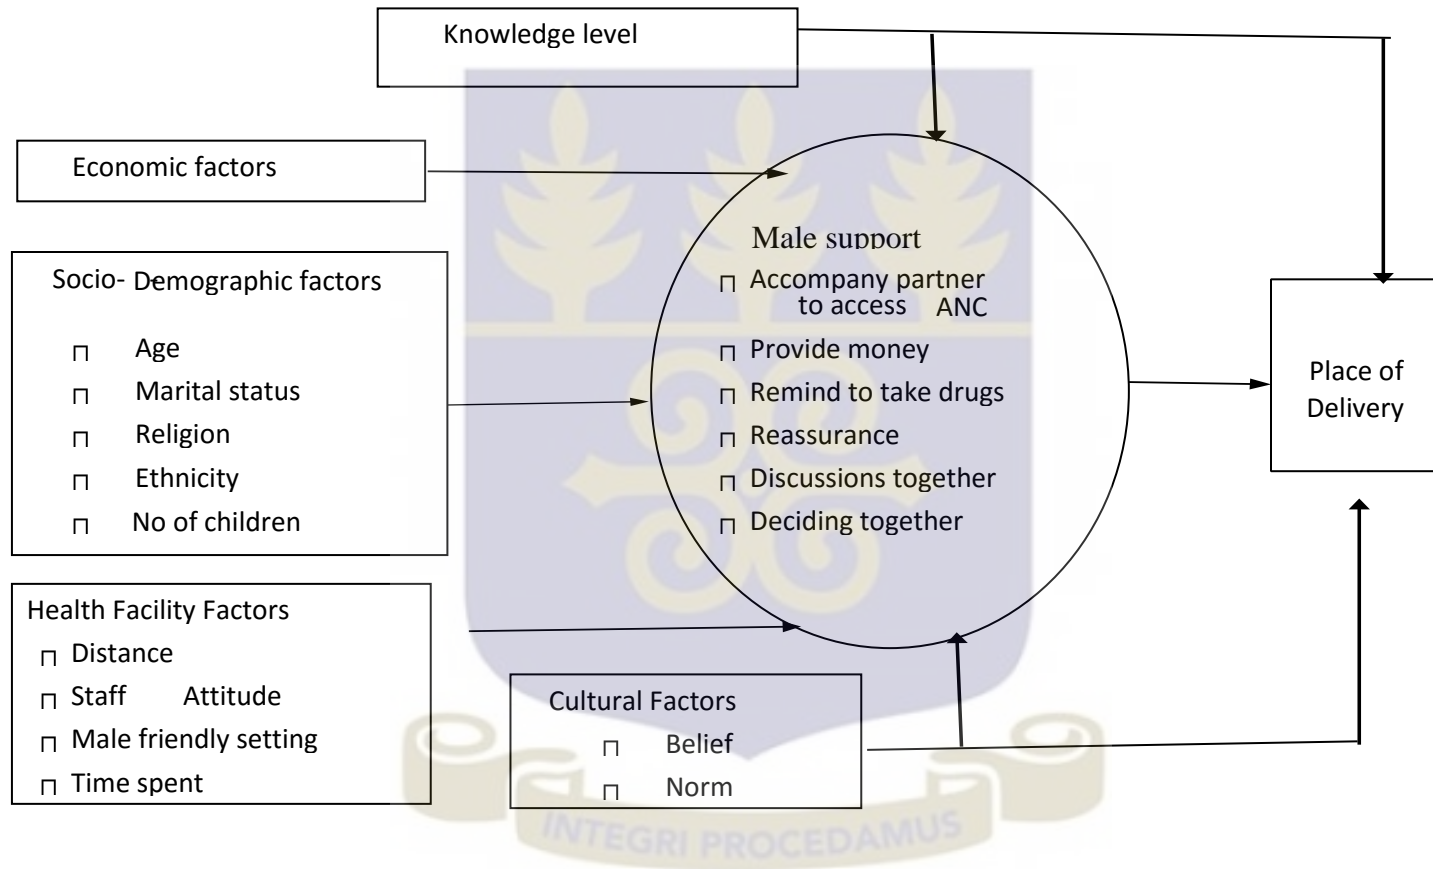 Knowledge level
Economic factors
Socio- Demographic factors
Age
Marital status
Religion
Ethnicity
No of children
Health Facility Factors
Distance
Staff Attitude
Male friendly setting
Time spent
Male support
Accompany partner
to access ANC
Provide money
Remind to take drugs
Reassurance
Discussions together
Deciding together
Cultural Factors
Belief
Norm
Place of
Delivery
INTEGRI PROCEDAMUS